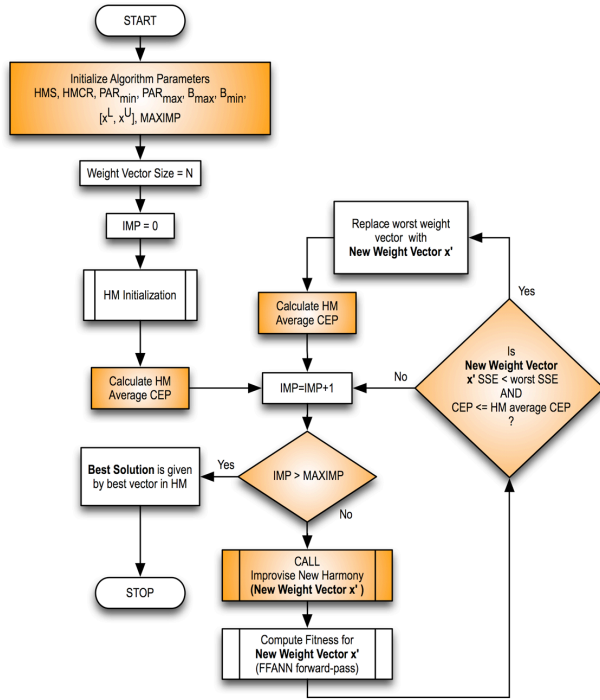 START
Initialize Algorithm Parameters
HMS, HMCR, PARmin, PARmax, Bmax, Bmin,
[xL, xU], MAXIMP
Weight Vector Size = N
IMP = 0
HM Initialization
Calculate HM
Average CEP
Replace worst weight
vector with
New Weight Vector x'
Calculate HM
Average CEP
IMP=IMP+1
Yes
Is
New Weight Vector
x' SSE < worst SSE
AND
CEP <= HM average CEP
?
No
IMP > MAXIMP
Yes
Best Solution is given
by best vector in HM
STOP
No
CALL
Improvise New Harmony
(New Weight Vector x' )
Compute Fitness for
New Weight Vector x'
(FFANN forward-pass)